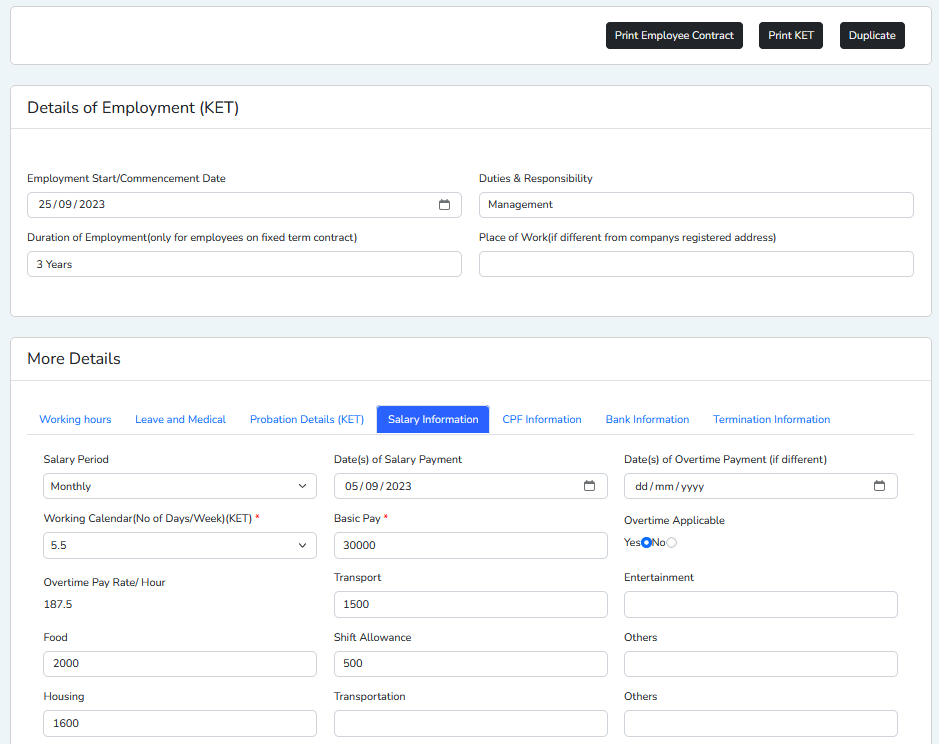 Print Employee Contract Print KET Duplicate
Details of Employment (KET)
Employment Start/Commencement Date Duties & Responsibility
25/09/2023 Management
Duration of Employment(only for employees on fixed term contract) Place of Work(if different from companys registered address)
3 Years
More Details
Working hours Leave and Medical Probation Details (KET) Salary Information CPF Information Bank Information Termination Information
Salary Period Date(s) of Salary Payment Date(s) of Overtime Payment (if different)
Monthly 05/09/2023 dd/mm/yyyy
Working Calendar(No of Days/Week)(KET) * Basic Pay * Overtime Applicable
5.5 30000 Yes No
Overtime Pay Rate/ Hour Transport Entertainment
187.5 1500
Food Shift Allowance Others
2000 500
Housing Transportation Others
1600